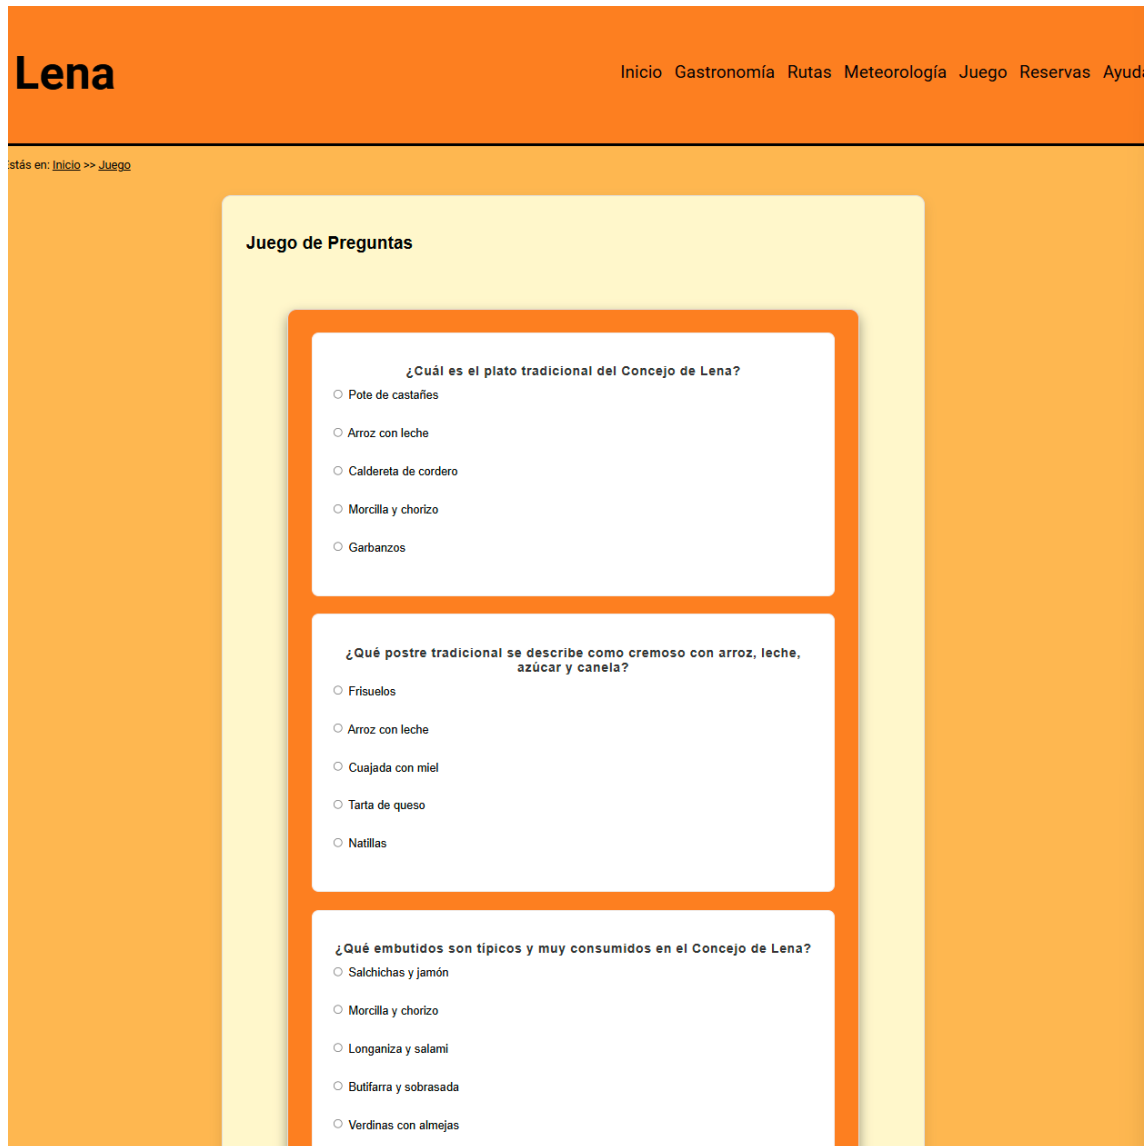 Lena
Inicio Gastronomía Rutas Meteorología Juego Reservas Ayuda
Estás en: Inicio >> Juego
Juego de Preguntas
¿Cuál es el plato tradicional del Concejo de Lena?
Pote de castañes
Arroz con leche
Caldereta de cordero
Morcilla y chorizo
Garbanzos
¿Qué postre tradicional se describe como cremoso con arroz, leche,
azúcar y canela?
Frisuelos
Arroz con leche
Cuajada con miel
Tarta de queso
Natillas
¿Qué embutidos son típicos y muy consumidos en el Concejo de Lena?
Salchichas y jamón
Morcilla y chorizo
Longaniza y salami
Butifarra y sobrasada
Verdinas con almejas